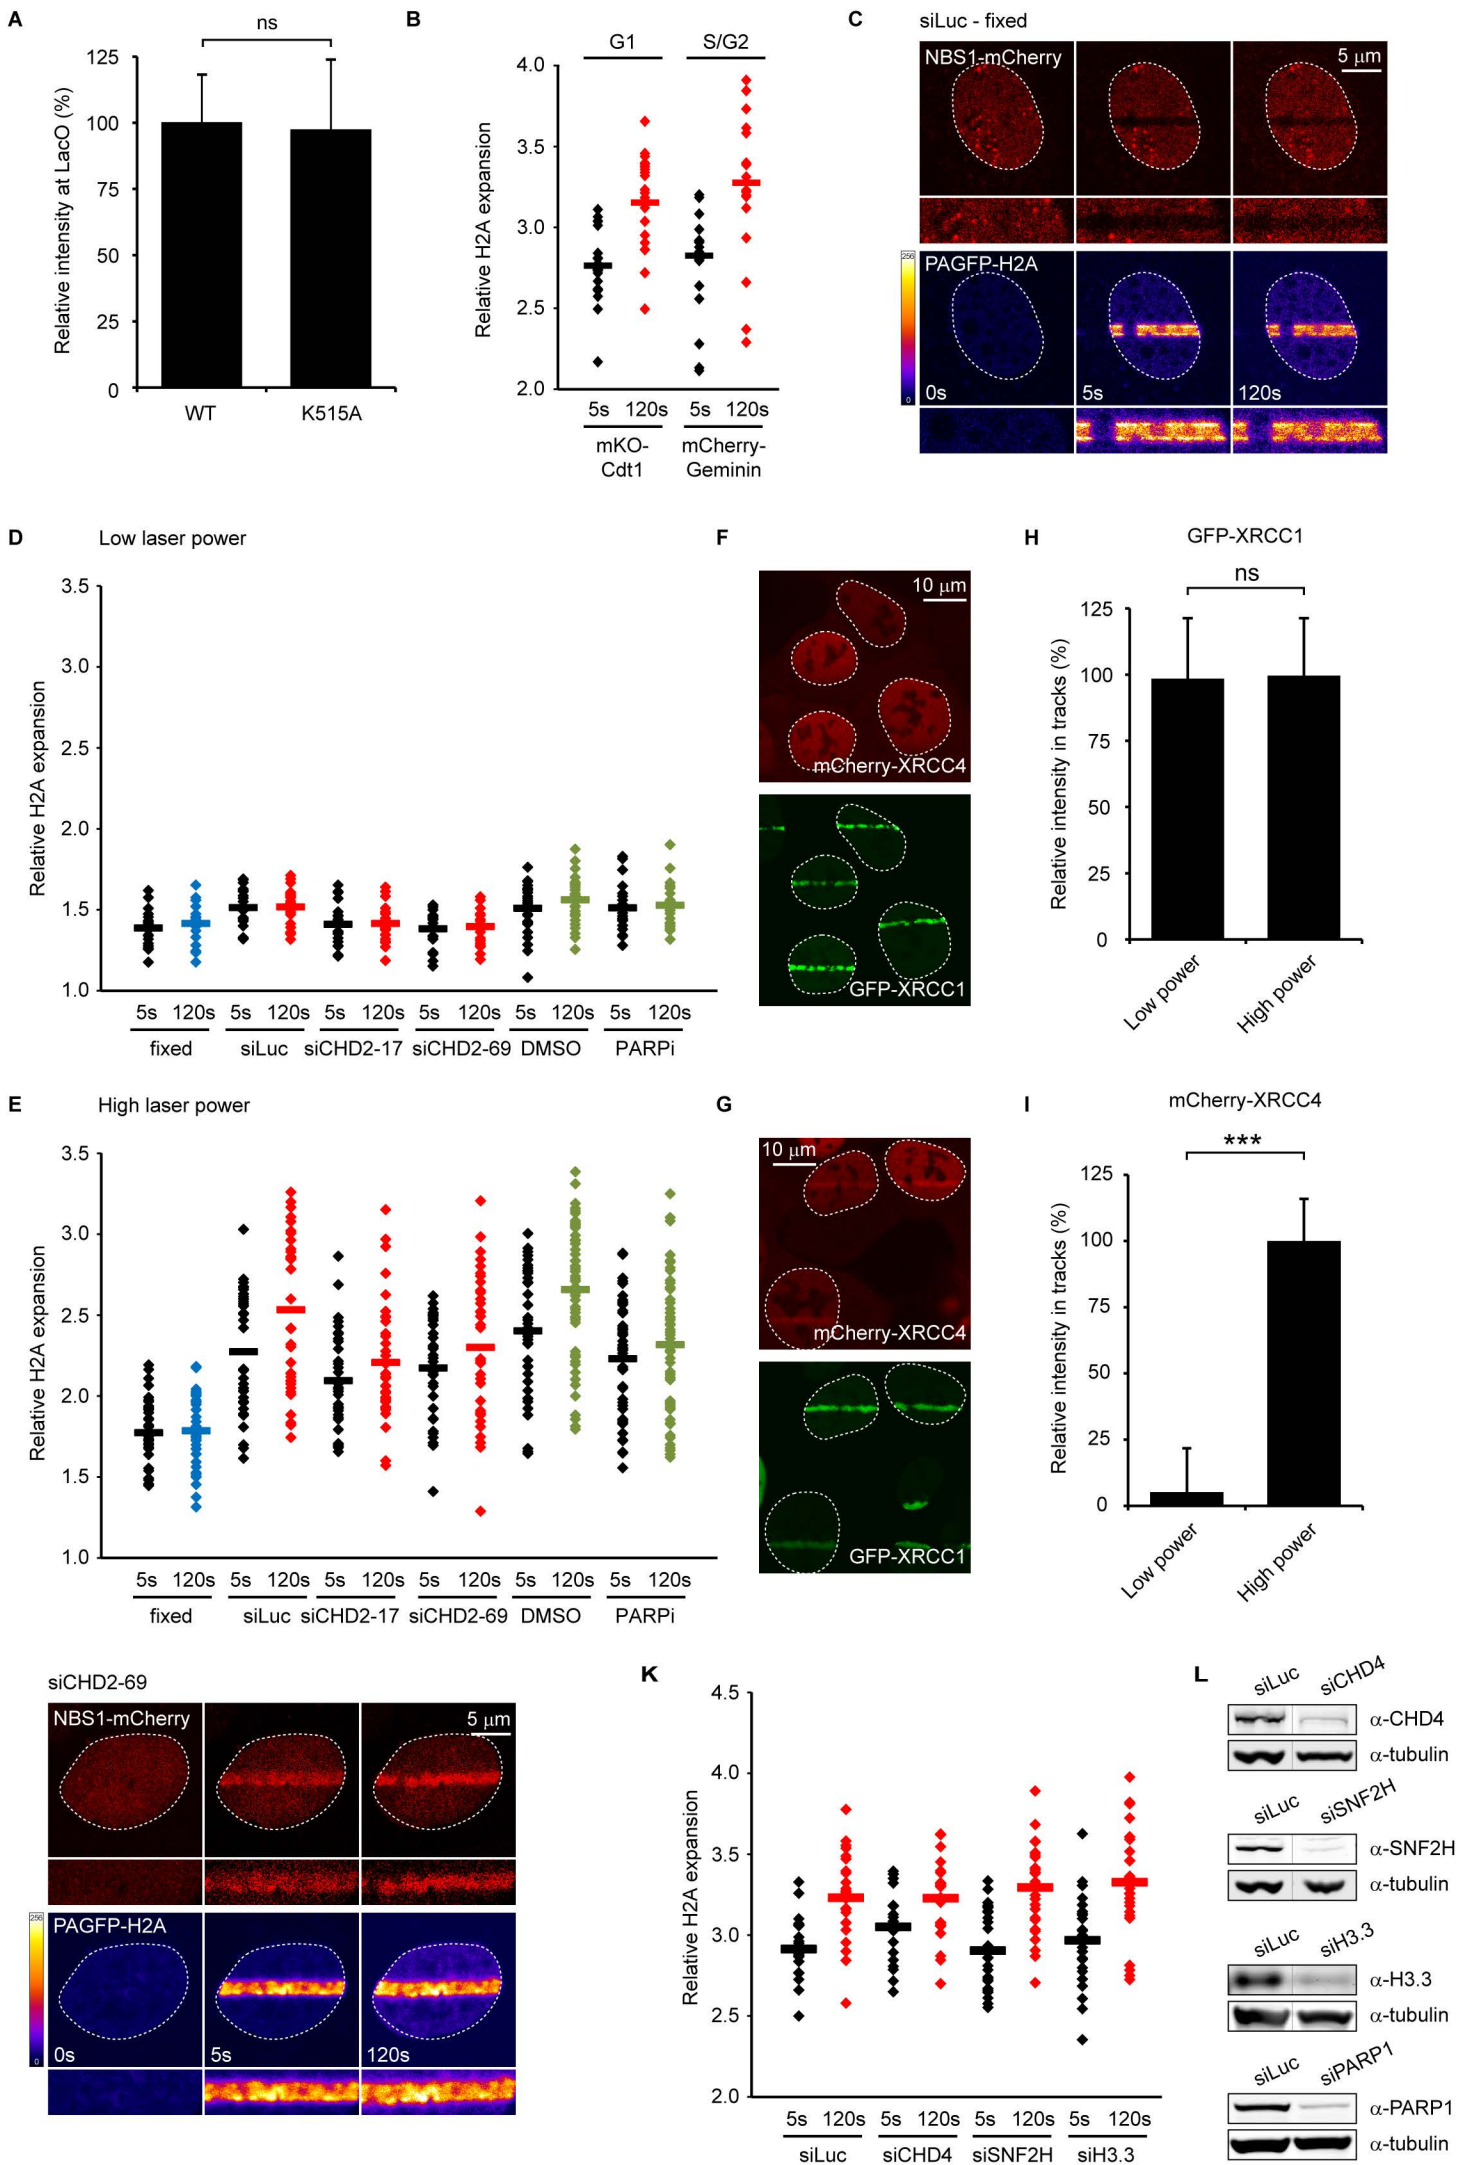 A
ns
Relative intensity at LacO (%)
125
100
75
50
25
0
WT K515A
B
G1 S/G2
Relative H2A expansion
4.0
3.5
3.0
2.5
2.0
5s 120s 5s 120s
mKO-Cdt1
mCherry-Geminin
C
siLuc - fixed
NBS1-mCherry
5 µm
256
PAGFP-H2A
0
0s 5s 120s
D
Low laser power
Relative H2A expansion
3.5
3.0
2.5
2.0
1.5
1.0
5s 120s 5s 120s 5s 120s 5s 120s 5s 120s 5s 120s
fixed siLuc siCHD2-17 siCHD2-69 DMSO PARPi
F
10 µm
mCherry-XRCC4
GFP-XRCC1
H
GFP-XRCC1
ns
Relative intensity in tracks (%)
125
100
75
50
25
0
Low power
High power
E
High laser power
Relative H2A expansion
3.5
3.0
2.5
2.0
1.5
1.0
5s 120s 5s 120s 5s 120s 5s 120s 5s 120s 5s 120s
fixed siLuc siCHD2-17 siCHD2-69 DMSO PARPi
G
10 µm
mCherry-XRCC4
GFP-XRCC1
I
mCherry-XRCC4
***
Relative intensity in tracks (%)
125
100
75
50
25
0
Low power
High power
siCHD2-69
NBS1-mCherry
5 µm
256
PAGFP-H2A
0
0s 5s 120s
K
Relative H2A expansion
4.5
4.0
3.5
3.0
2.5
2.0
5s 120s 5s 120s 5s 120s 5s 120s
siLuc siCHD4 siSNF2H siH3.3
L
siLuc siCHD4
α-CHD4
α-tubulin
siLuc siSNF2H
α-SNF2H
α-tubulin
siLuc siH3.3
α-H3.3
α-tubulin
siLuc siPARP1
α-PARP1
α-tubulin